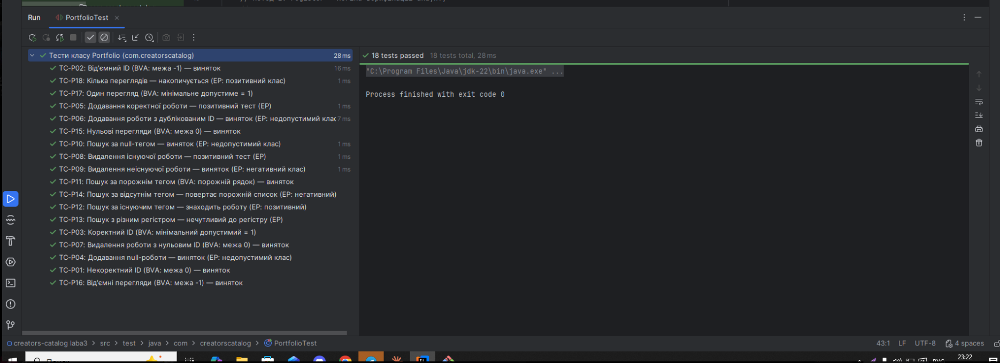 Run PortfolioTest
Тести класу Portfolio (com.creatorscatalog) 28 ms
TC-P02: Від'ємний ID (BVA: межа -1) — виняток 16 ms
TC-P18: Кілька переглядів — накопичується (EP: позитивний клас) 1 ms
TC-P17: Один перегляд (BVA: мінімальне допустиме = 1)
TC-P05: Додавання коректної роботи — позитивний тест (EP) 1 ms
TC-P06: Додавання роботи з дублікованим ID — виняток (EP: недопустимий клас 7 ms
TC-P15: Нульові перегляди (BVA: межа 0) — виняток
TC-P10: Пошук за null-тегом — виняток (EP: недопустимий клас) 1 ms
TC-P08: Видалення існуючої роботи — позитивний тест (EP) 1 ms
TC-P09: Видалення неіснуючої роботи — виняток (EP: негативний клас) 1 ms
TC-P11: Пошук за порожнім тегом (BVA: порожній рядок) — виняток
TC-P14: Пошук за відсутнім тегом — повертає порожній список (EP: негативний)
TC-P12: Пошук за існуючим тегом — знаходить роботу (EP: позитивний)
TC-P13: Пошук з різним регістром — нечутливий до регістру (EP)
TC-P03: Коректний ID (BVA: мінімальний допустимий = 1)
TC-P07: Видалення роботи з нульовим ID (BVA: межа 0) — виняток
TC-P04: Додавання null-роботи — виняток (EP: недопустимий клас)
TC-P01: Некоректний ID (BVA: межа 0) — виняток
TC-P16: Від'ємні перегляди (BVA: межа -1) — виняток
18 tests passed 18 tests total, 28 ms
"C:\Program Files\Java\jdk-22\bin\java.exe" ...
Process finished with exit code 0
creators-catalog laba3 > src > test > java > com > creatorscatalog > PortfolioTest
43:1 LF UTF-8 4 spaces
23:22